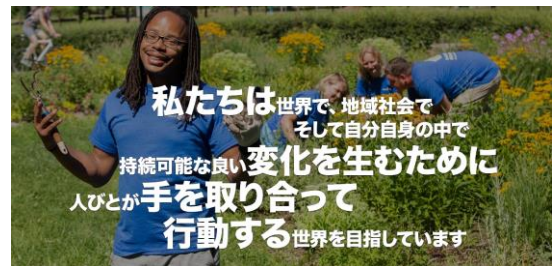 私たちは世界で、地域社会で
そして自分自身の中で
持続可能な良い変化を生むために
人びとが手を取り合って
行動する世界を目指しています